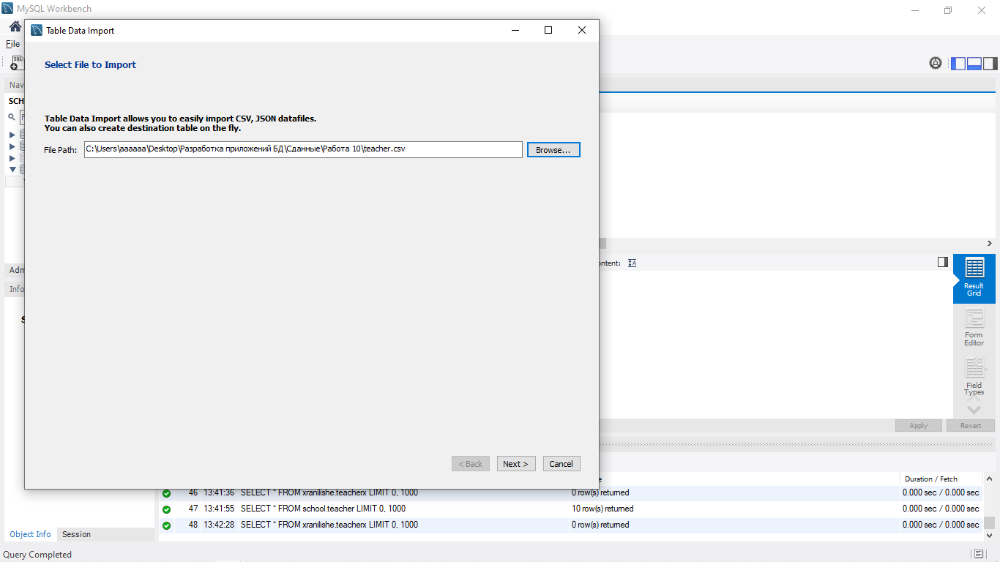 MySQL Workbench
Table Data Import
File
Select File to Import
Nav
SCH
Table Data Import allows you to easily import CSV, JSON datafiles.
You can also create destination table on the fly.
File Path: C:\Users\aaaaaa\Desktop\Разработка приложений БД\Сданные\Работа 10\teacher.csv Browse...
ontent:
Adm
Info
Result
Grid
Form
Editor
Field
Types
Apply Revert
< Back Next > Cancel
Duration / Fetch
46 13:41:36 SELECT * FROM xranilishe.teacherx LIMIT 0, 1000 0 row(s) returned 0.000 sec / 0.000 sec
47 13:41:55 SELECT * FROM school.teacher LIMIT 0, 1000 10 row(s) returned 0.000 sec / 0.000 sec
48 13:42:28 SELECT * FROM xranilishe.teacherx LIMIT 0, 1000 0 row(s) returned 0.000 sec / 0.000 sec
Object Info Session
Query Completed